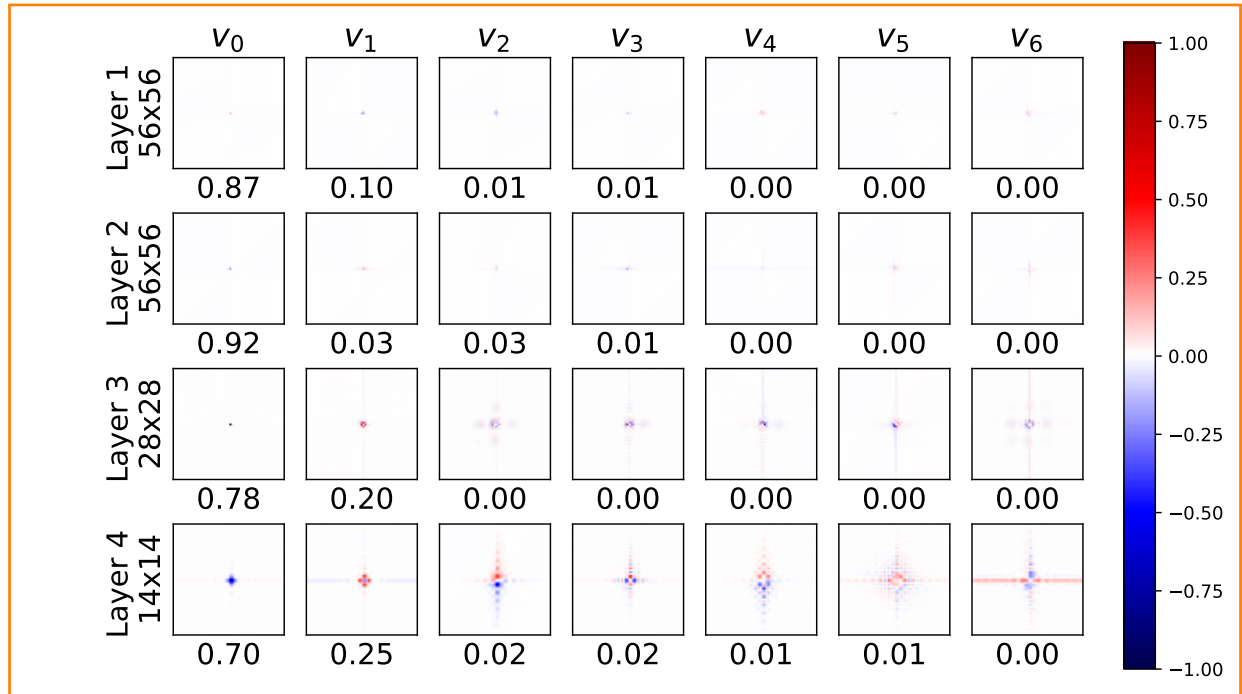 v₀ v₁ v₂ v₃ v₄ v₅ v₆
Layer 1
56x56
0.87 0.10 0.01 0.01 0.00 0.00 0.00
Layer 2
56x56
0.92 0.03 0.03 0.01 0.00 0.00 0.00
Layer 3
28x28
0.78 0.20 0.00 0.00 0.00 0.00 0.00
Layer 4
14x14
0.70 0.25 0.02 0.02 0.01 0.01 0.00
1.00
0.75
0.50
0.25
0.00
−0.25
−0.50
−0.75
−1.00